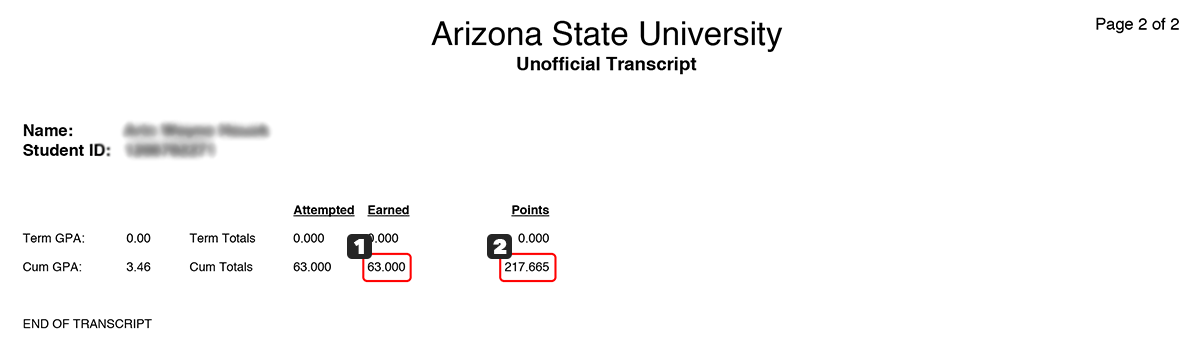 Arizona State University
Page 2 of 2
Unofficial Transcript
Name:
Student ID:
Attempted Earned Points
1 2
Term GPA: 0.00 Term Totals 0.000 0.000 0.000
Cum GPA: 3.46 Cum Totals 63.000 63.000 217.665
END OF TRANSCRIPT